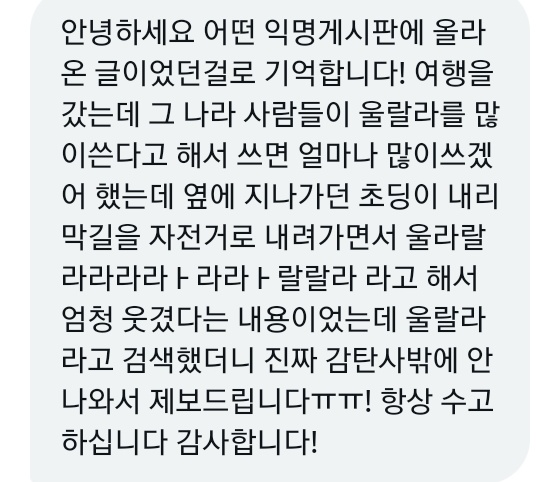 안녕하세요 어떤 익명게시판에 올라
온 글이었던걸로 기억합니다! 여행을
갔는데 그 나라 사람들이 울랄라를 많
이쓴다고 해서 쓰면 얼마나 많이쓰겠
어 했는데 옆에 지나가던 초딩이 내리
막길을 자전거로 내려가면서 울라랄
라라라라ㅏ라라ㅏ랄랄라 라고 해서
엄청 웃겼다는 내용이었는데 울랄라
라고 검색했더니 진짜 감탄사밖에 안
나와서 제보드립니다ㅠㅠ! 항상 수고
하십니다 감사합니다!